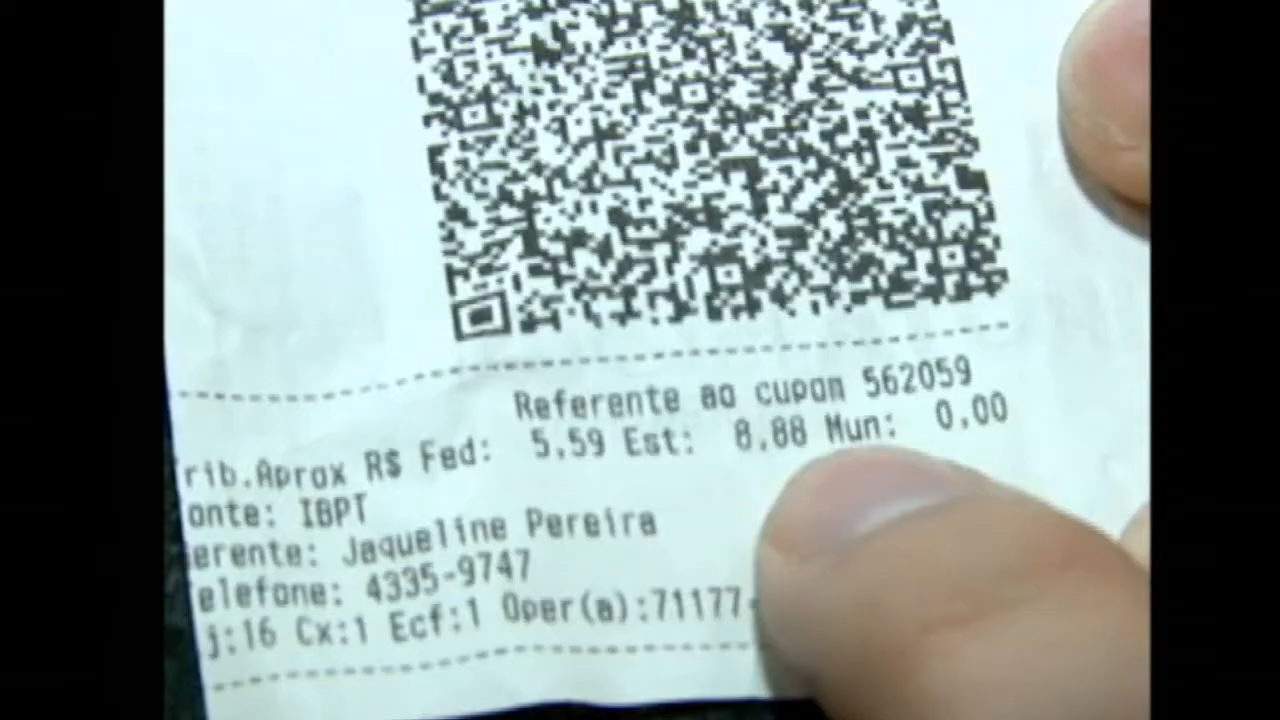 Referente ao cupom 562059
rib.Aprox R$ Fed: 5,59 Est: 8,88 Mun: 0,00
onte: IBPT
erente: Jaqueline Pereira
elefone: 4335-9747
j:16 Cx:1 Ecf:1 Oper(a):71177-